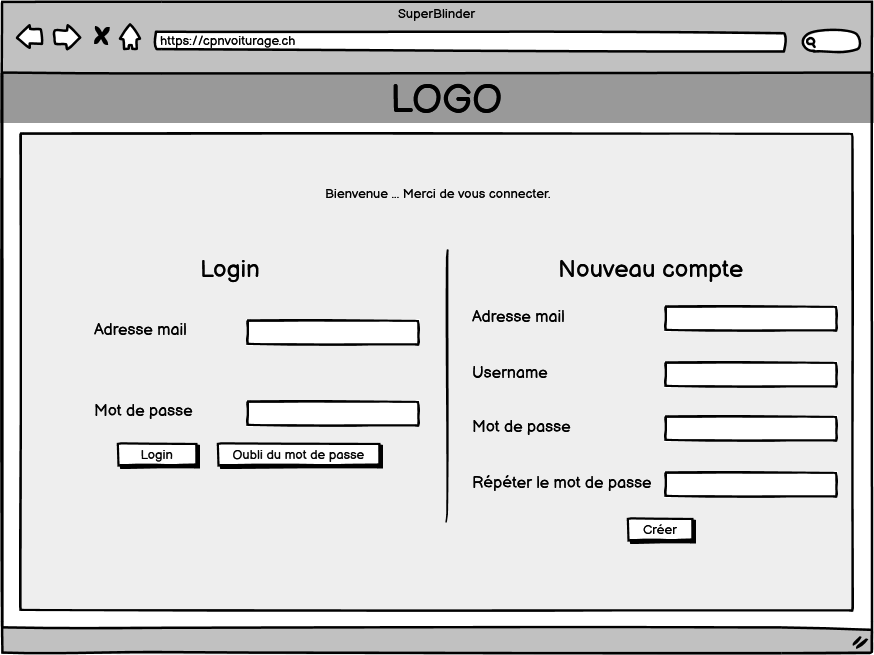 SuperBlinder
https://cpnvoiturage.ch
LOGO
Bienvenue ... Merci de vous connecter.
Login
Adresse mail
Mot de passe
Login
Oubli du mot de passe
Nouveau compte
Adresse mail
Username
Mot de passe
Répéter le mot de passe
Créer